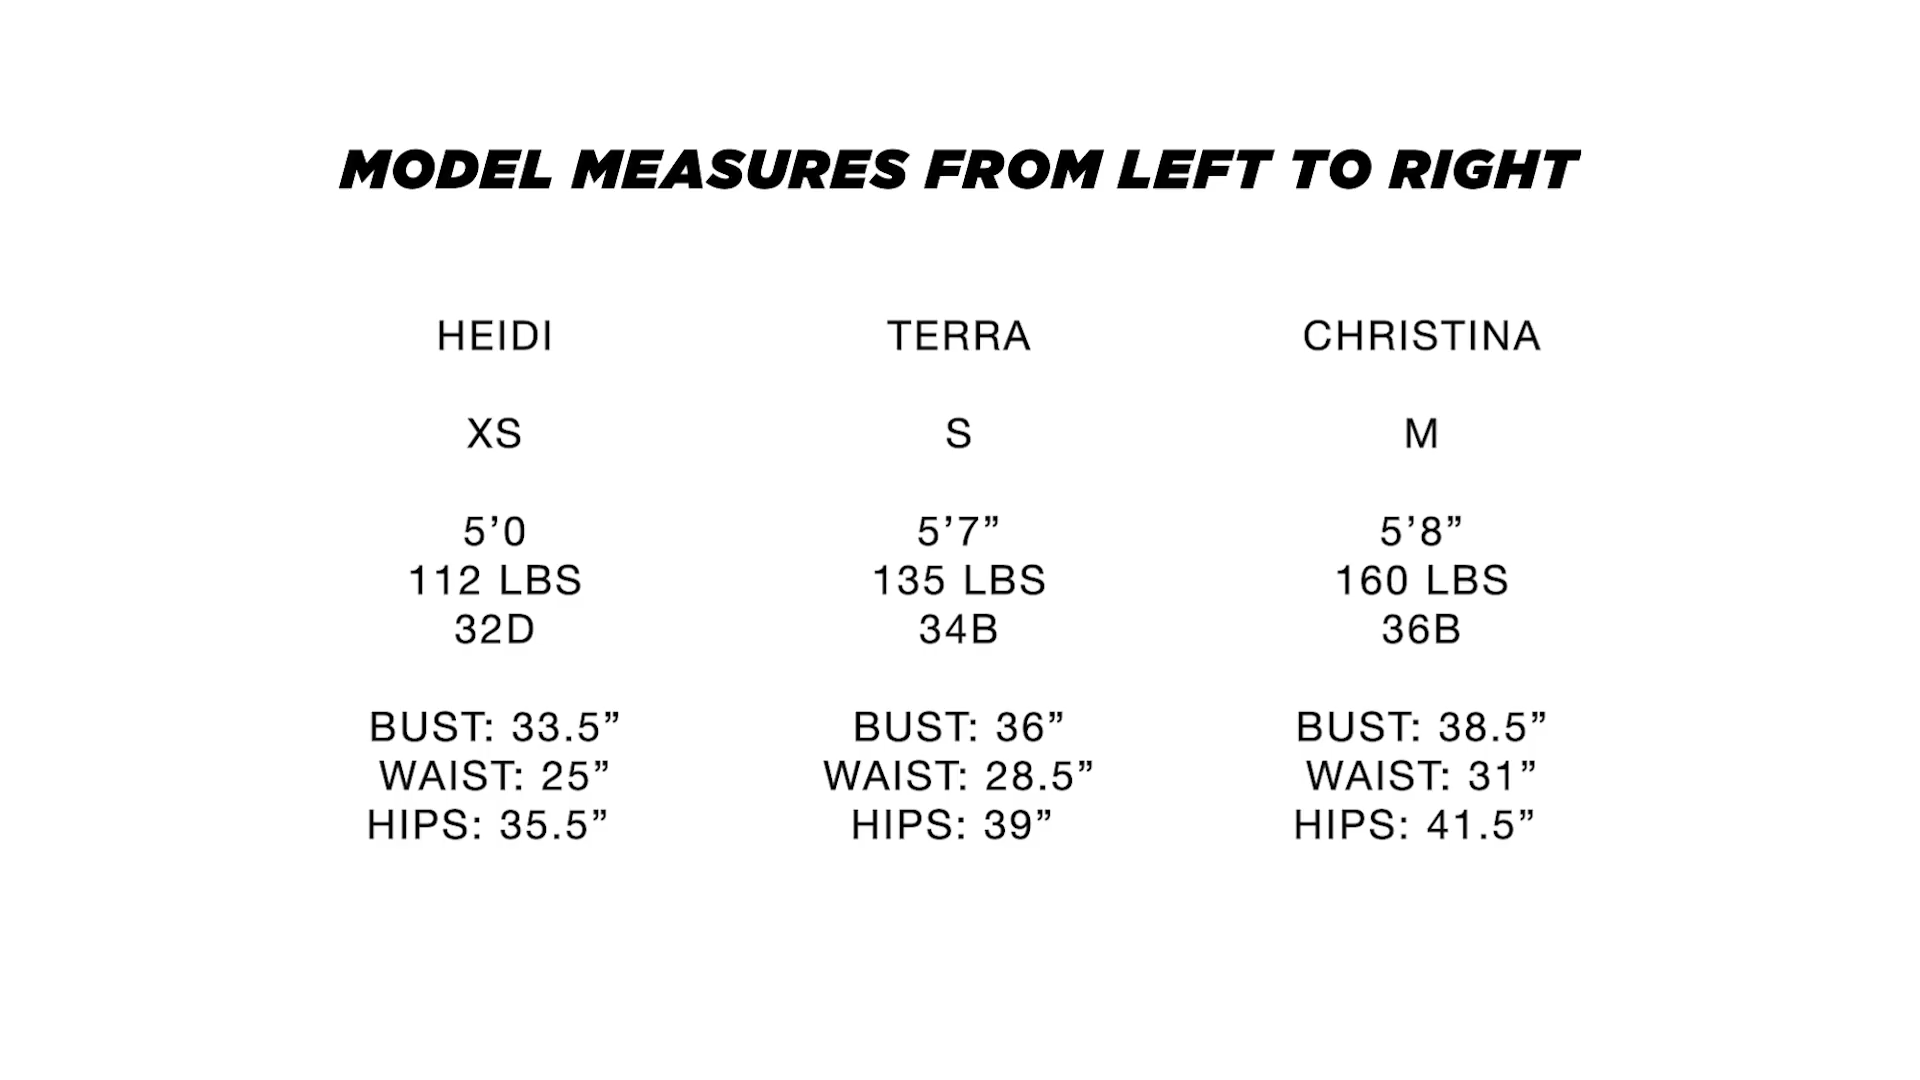 MODEL MEASURES FROM LEFT TO RIGHT
HEIDI
XS
5’0
112 LBS
32D
BUST: 33.5”
WAIST: 25”
HIPS: 35.5”
TERRA
S
5’7”
135 LBS
34B
BUST: 36”
WAIST: 28.5”
HIPS: 39”
CHRISTINA
M
5’8”
160 LBS
36B
BUST: 38.5”
WAIST: 31”
HIPS: 41.5”